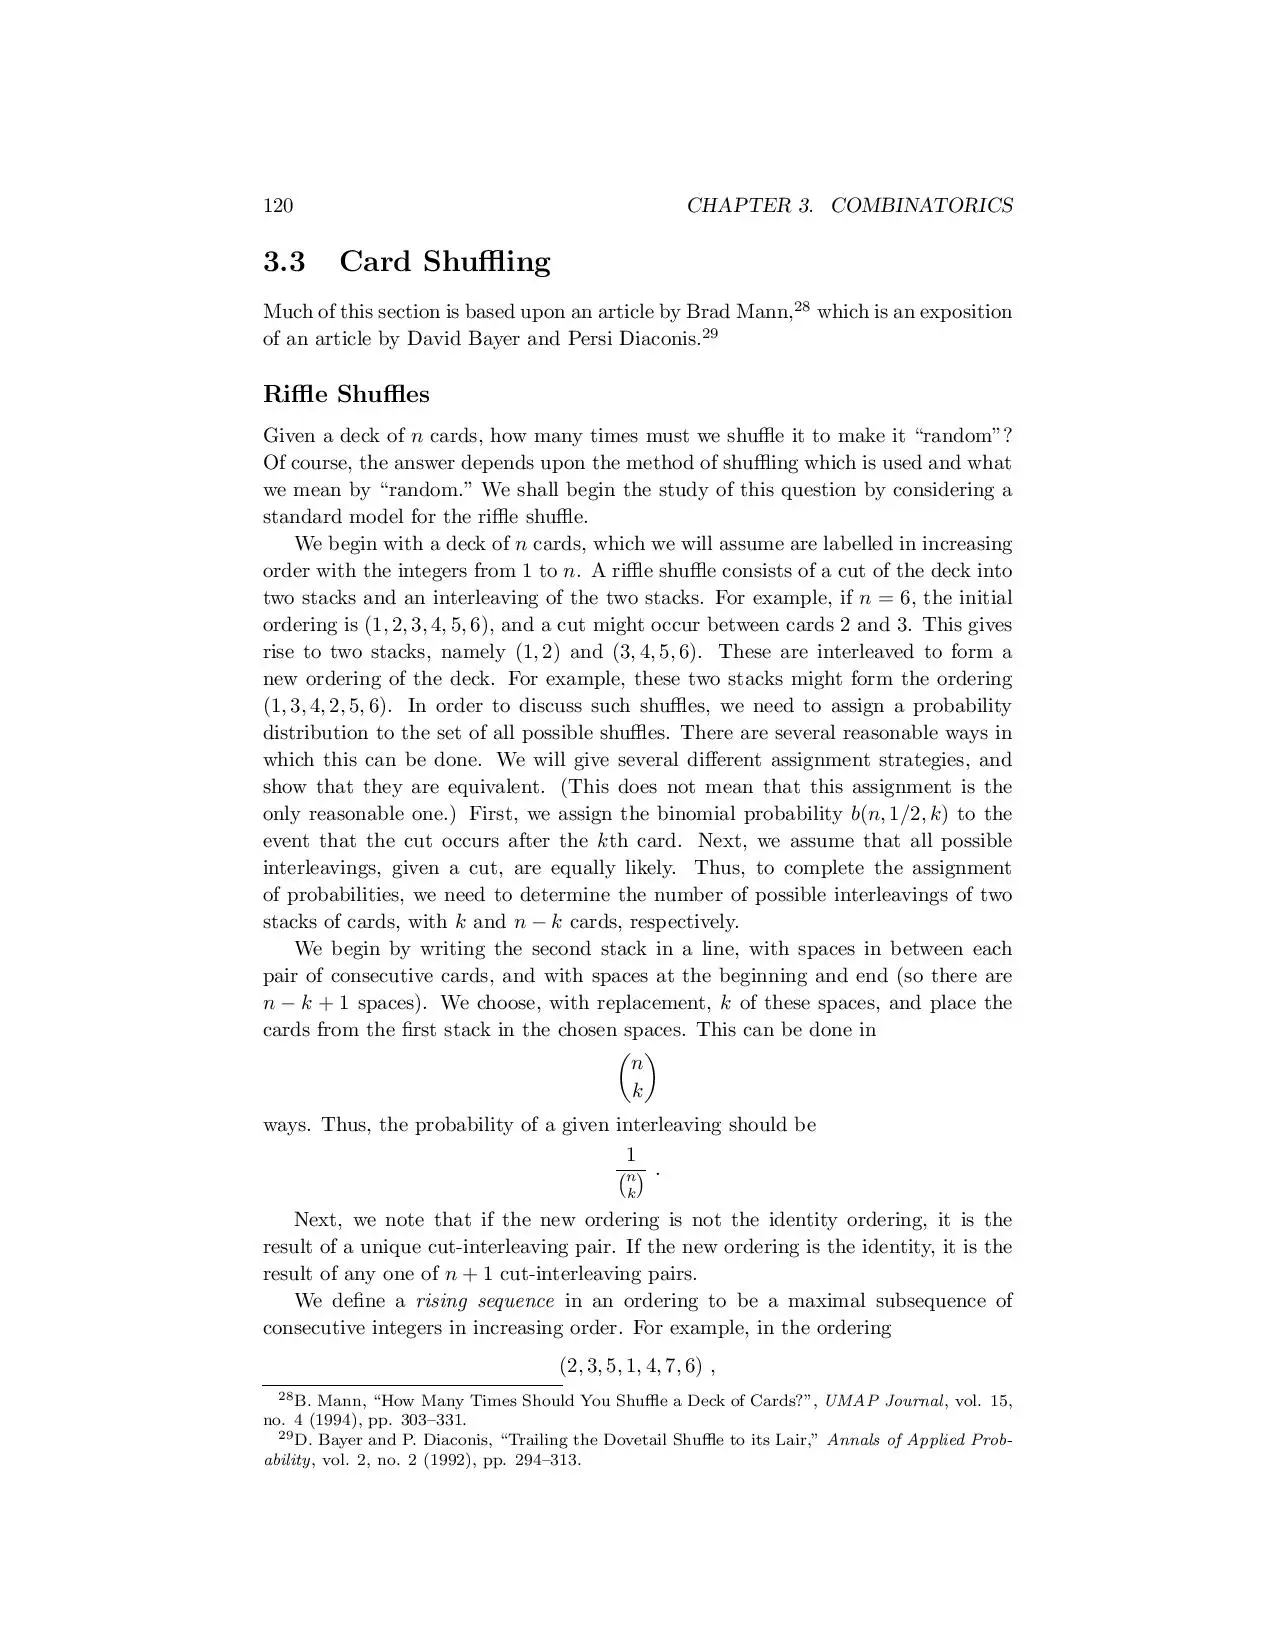 120 CHAPTER 3. COMBINATORICS
3.3 Card Shuffling
Much of this section is based upon an article by Brad Mann,28 which is an exposition
of an article by David Bayer and Persi Diaconis.29
Riffle Shuffles
Given a deck of n cards, how many times must we shuffle it to make it “random”?
Of course, the answer depends upon the method of shuffling which is used and what
we mean by “random.” We shall begin the study of this question by considering a
standard model for the riffle shuffle.
We begin with a deck of n cards, which we will assume are labelled in increasing
order with the integers from 1 to n. A riffle shuffle consists of a cut of the deck into
two stacks and an interleaving of the two stacks. For example, if n = 6, the initial
ordering is (1, 2, 3, 4, 5, 6), and a cut might occur between cards 2 and 3. This gives
rise to two stacks, namely (1, 2) and (3, 4, 5, 6). These are interleaved to form a
new ordering of the deck. For example, these two stacks might form the ordering
(1, 3, 4, 2, 5, 6). In order to discuss such shuffles, we need to assign a probability
distribution to the set of all possible shuffles. There are several reasonable ways in
which this can be done. We will give several different assignment strategies, and
show that they are equivalent. (This does not mean that this assignment is the
only reasonable one.) First, we assign the binomial probability b(n, 1/2, k) to the
event that the cut occurs after the kth card. Next, we assume that all possible
interleavings, given a cut, are equally likely. Thus, to complete the assignment
of probabilities, we need to determine the number of possible interleavings of two
stacks of cards, with k and n − k cards, respectively.
We begin by writing the second stack in a line, with spaces in between each
pair of consecutive cards, and with spaces at the beginning and end (so there are
n − k + 1 spaces). We choose, with replacement, k of these spaces, and place the
cards from the first stack in the chosen spaces. This can be done in
(n
k)
ways. Thus, the probability of a given interleaving should be
1
(n
k) .
Next, we note that if the new ordering is not the identity ordering, it is the
result of a unique cut-interleaving pair. If the new ordering is the identity, it is the
result of any one of n + 1 cut-interleaving pairs.
We define a rising sequence in an ordering to be a maximal subsequence of
consecutive integers in increasing order. For example, in the ordering
(2, 3, 5, 1, 4, 7, 6) ,
28B. Mann, “How Many Times Should You Shuffle a Deck of Cards?”, UMAP Journal, vol. 15,
no. 4 (1994), pp. 303–331.
29D. Bayer and P. Diaconis, “Trailing the Dovetail Shuffle to its Lair,” Annals of Applied Prob-
ability, vol. 2, no. 2 (1992), pp. 294–313.